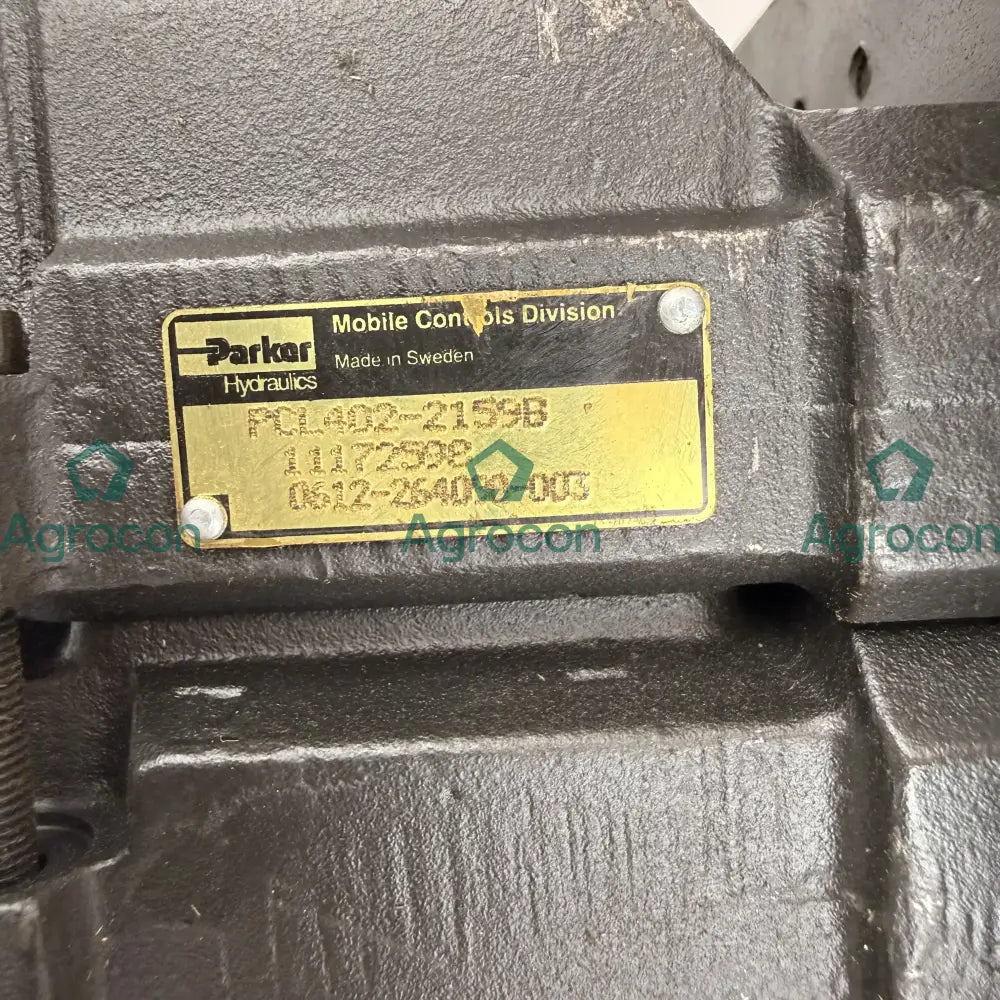 Parker
Hydraulics
Mobile Controls Division
Made in Sweden
PCL402-2159B
11172508
Agrocon Agrocon Agrocon